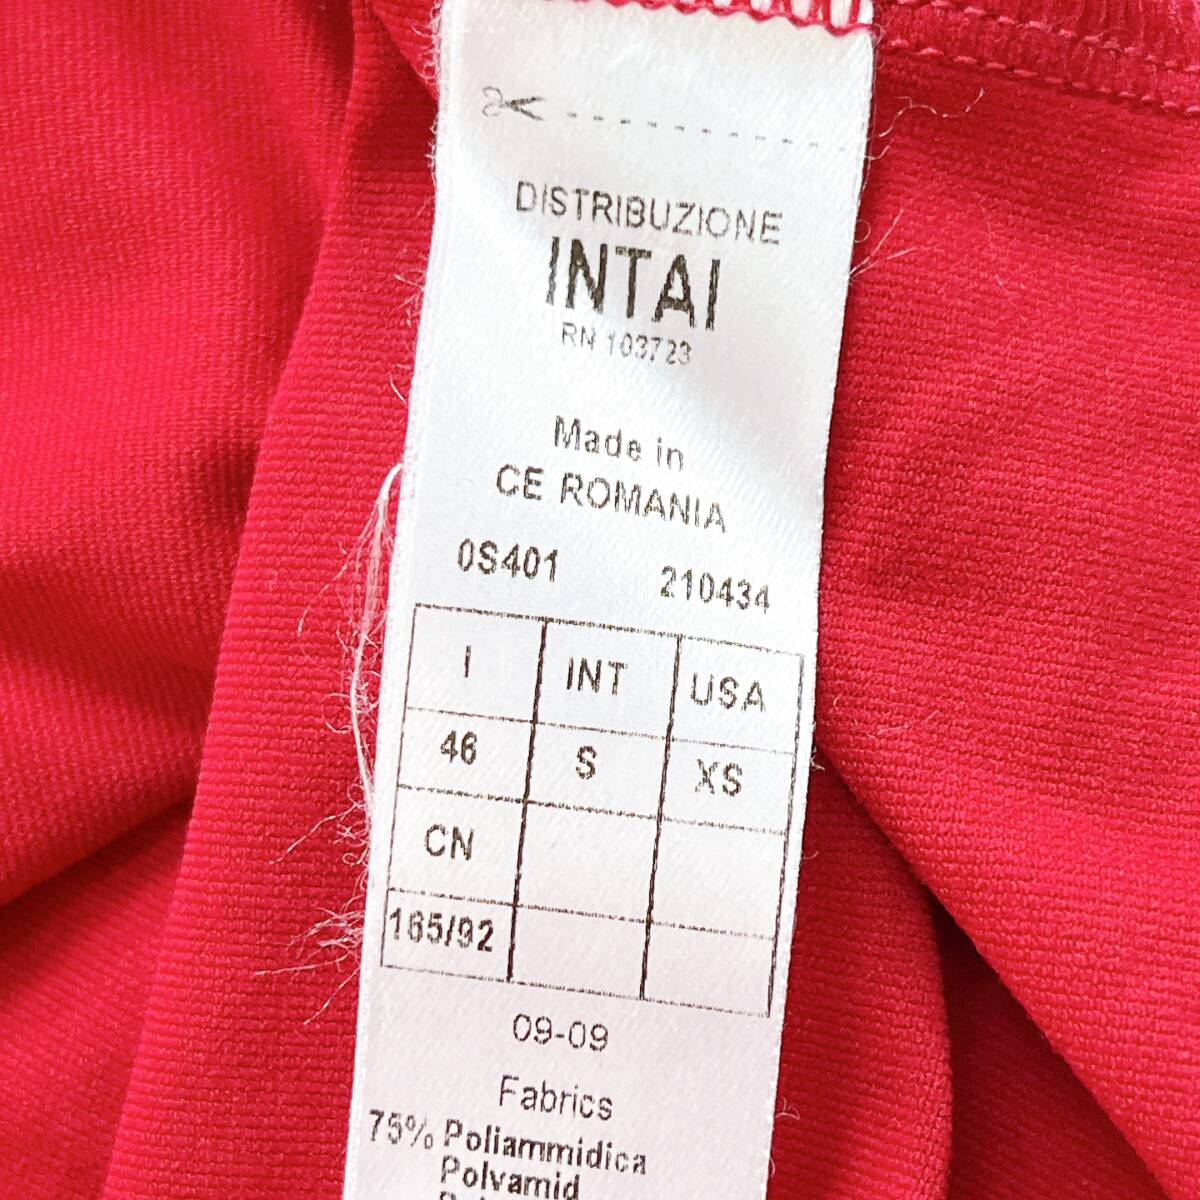 DISTRIBUZIONE
INTAI
RN 103723
Made in
CE ROMANIA
0S401 210434
I INT USA
46 S XS
CN
165/92
09-09
Fabrics
75% Poliammidica
Polyamid